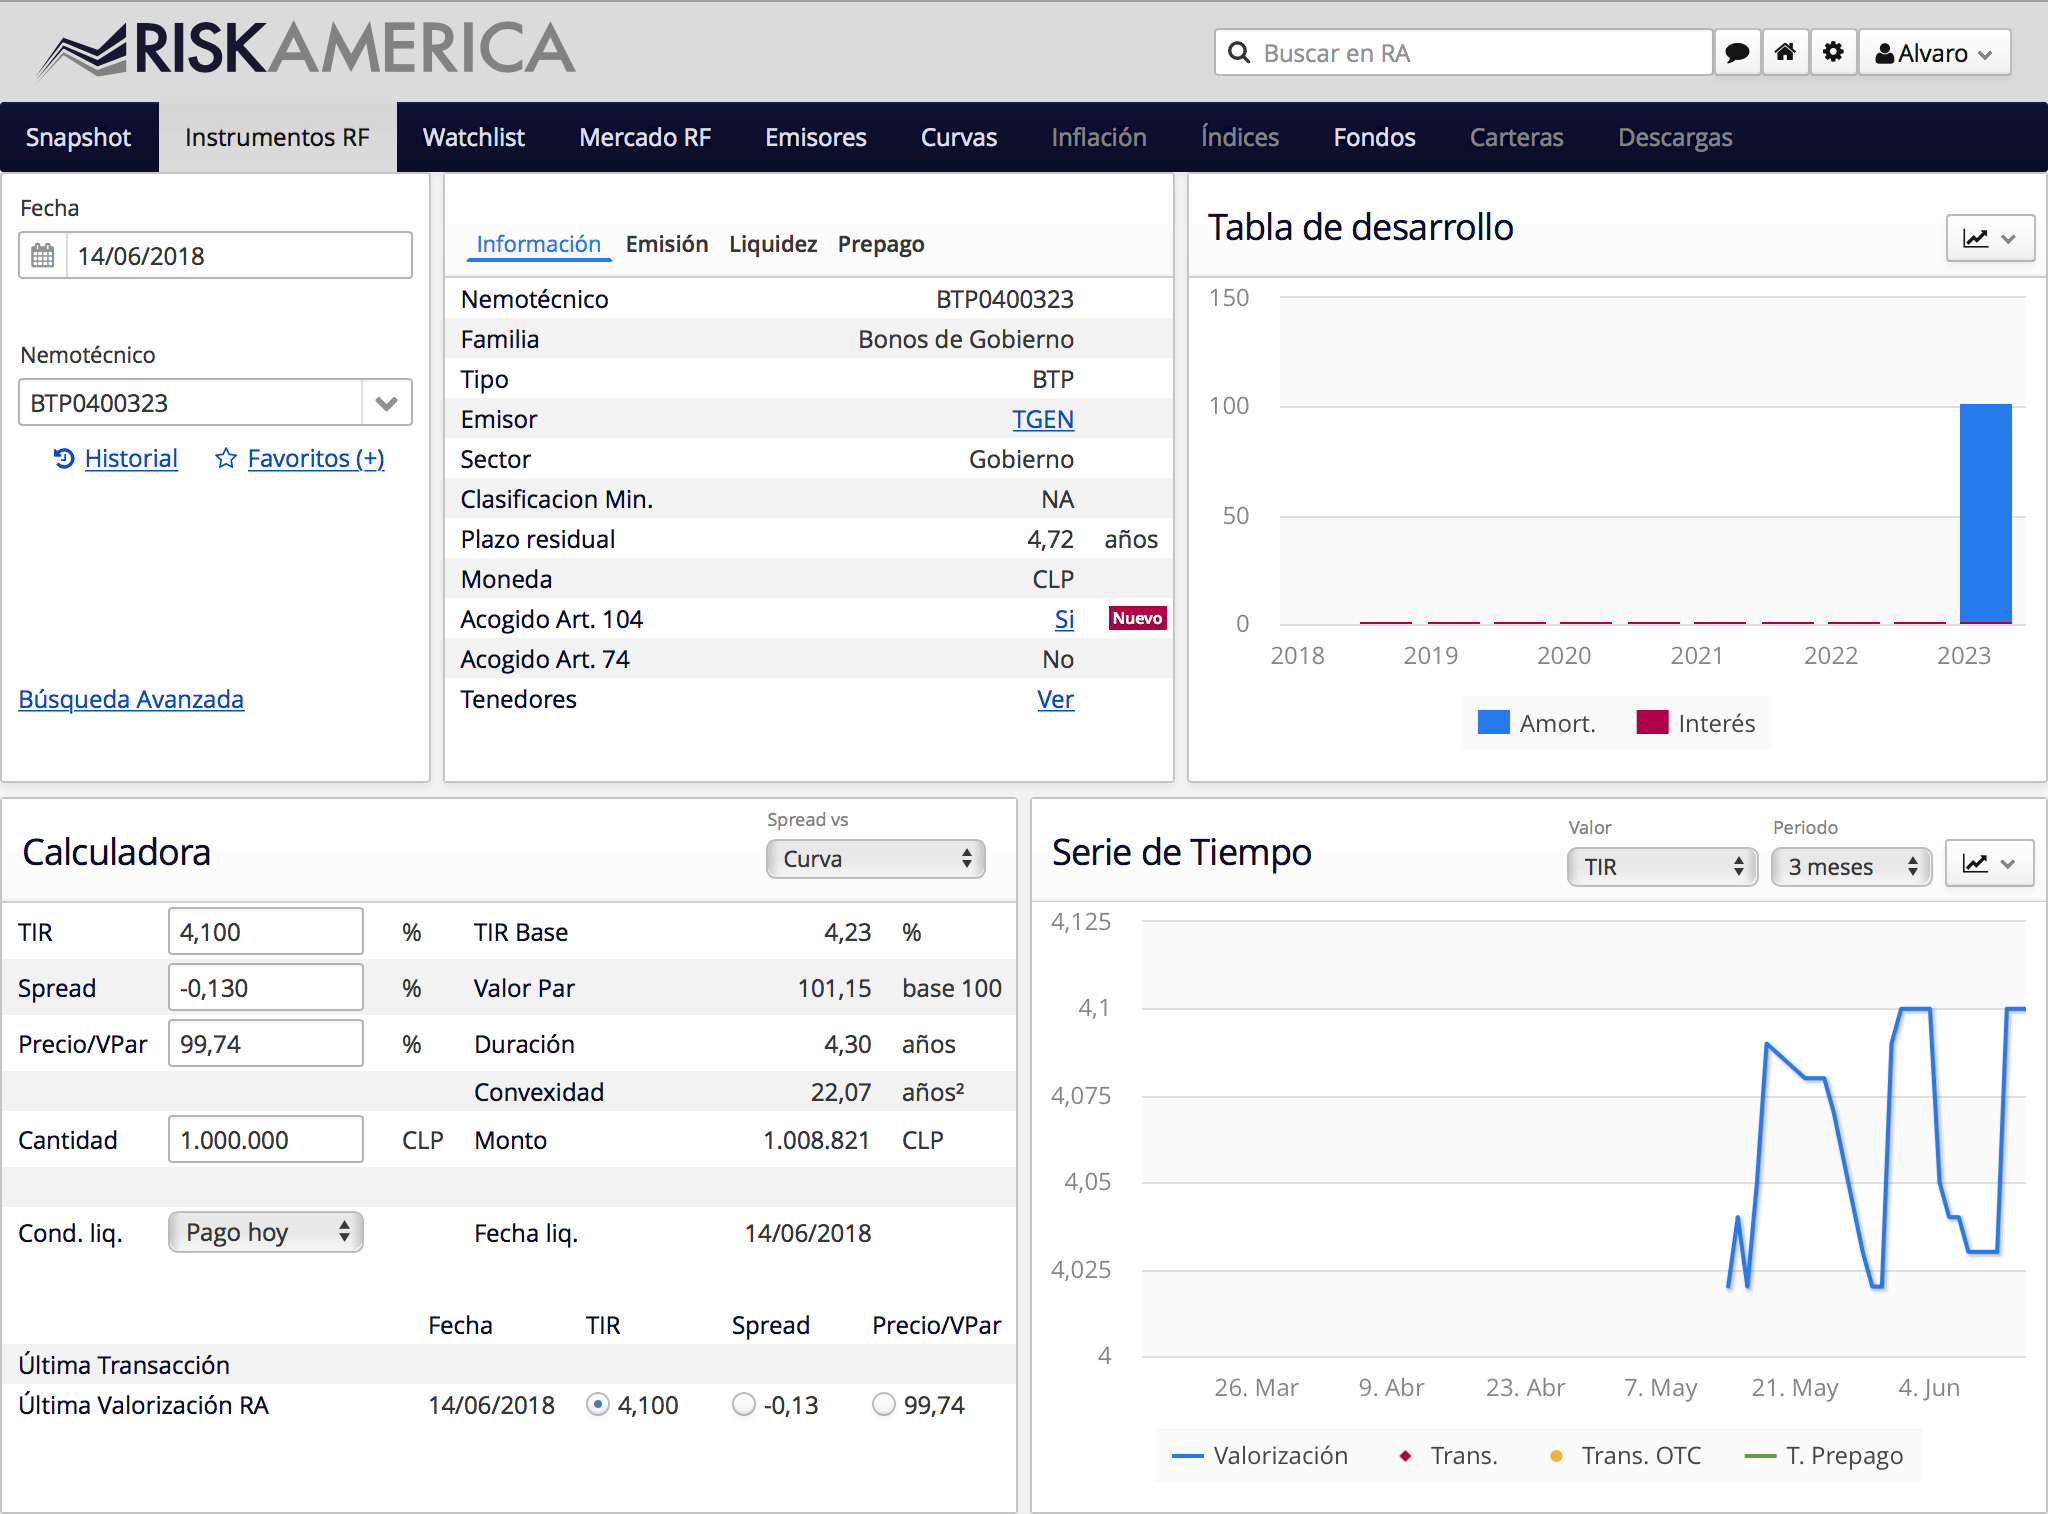 RISKAMERICA
Buscar en RA
Alvaro
Snapshot Instrumentos RF Watchlist Mercado RF Emisores Curvas Inflación Índices Fondos Carteras Descargas
Fecha
14/06/2018
Nemotécnico
BTP0400323
Historial Favoritos (+)
Búsqueda Avanzada
Información Emisión Liquidez Prepago
Nemotécnico BTP0400323
Familia Bonos de Gobierno
Tipo BTP
Emisor TGEN
Sector Gobierno
Clasificacion Min. NA
Plazo residual 4,72 años
Moneda CLP
Acogido Art. 104 Si Nuevo
Acogido Art. 74 No
Tenedores Ver
Tabla de desarrollo
150
100
50
0
2018 2019 2020 2021 2022 2023
Amort. Interés
Calculadora
Spread vs
Curva
TIR 4,100 % TIR Base 4,23 %
Spread -0,130 % Valor Par 101,15 base 100
Precio/VPar 99,74 % Duración 4,30 años
Convexidad 22,07 años²
Cantidad 1.000.000 CLP Monto 1.008.821 CLP
Cond. liq. Pago hoy Fecha liq. 14/06/2018
Fecha TIR Spread Precio/VPar
Última Transacción
Última Valorización RA 14/06/2018 4,100 -0,13 99,74
Serie de Tiempo
Valor
TIR
Periodo
3 meses
4,125
4,1
4,075
4,05
4,025
4
26. Mar 9. Abr 23. Abr 7. May 21. May 4. Jun
Valorización Trans. Trans. OTC T. Prepago